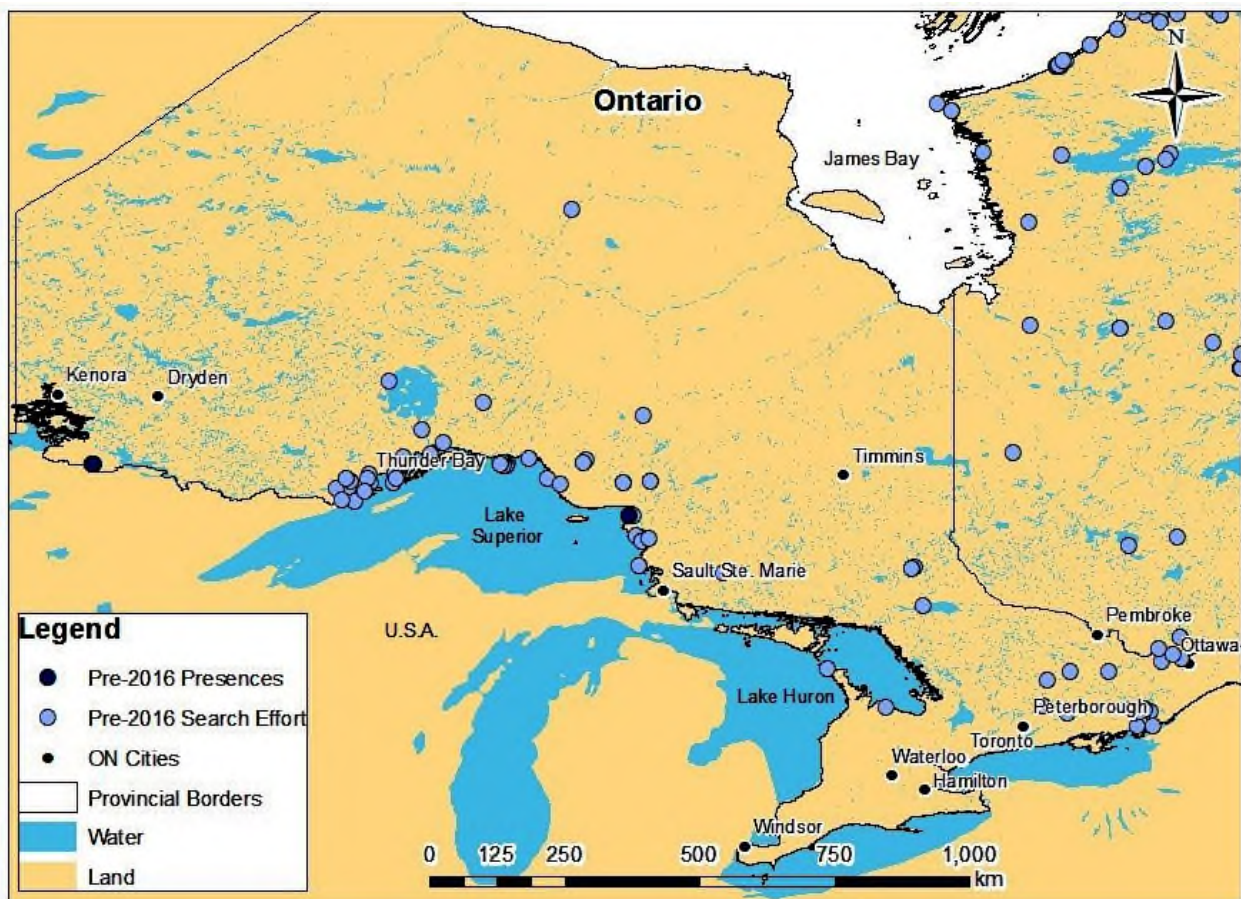 N
Ontario
James Bay
Kenora
Dryden
Thunder Bay
Timmins
Lake
Superior
Sault Ste. Marie
Pembroke
Ottawa
U.S.A.
Lake Huron
Peterborough
Toronto
Waterloo
Hamilton
Windsor
Legend
Pre-2016 Presences
Pre-2016 Search Effort
ON Cities
Provincial Borders
Water
Land
0 125 250 500 750 1,000
km